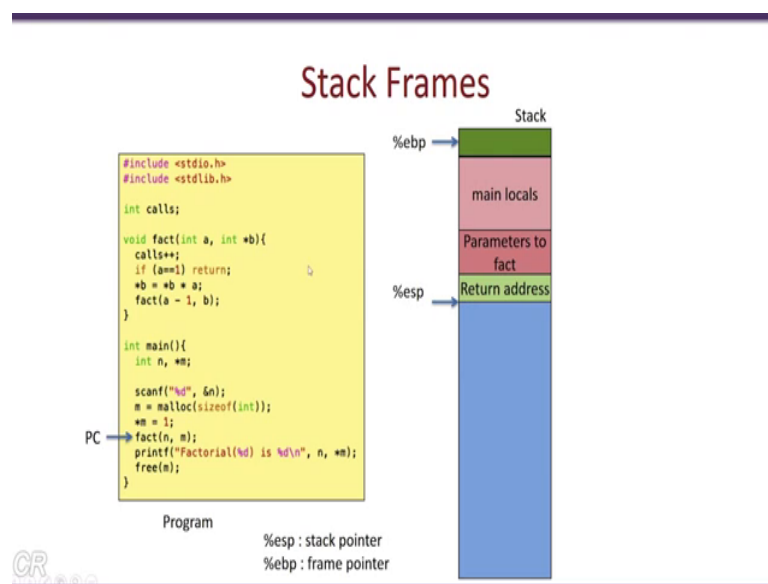 Stack Frames
Stack
%ebp
#include <stdio.h>
#include <stdlib.h>
int calls;
void fact(int a, int *b){
calls++;
if (a==1) return;
*b = *b * a;
fact(a - 1, b);
}
int main(){
int n, *m;
scanf("%d", &n);
m = malloc(sizeof(int));
*m = 1;
PC
fact(n, m);
printf("Factorial(%d) is %d\n", n, *m);
free(m);
}
Program
main locals
Parameters to
fact
%esp
Return address
%esp : stack pointer
%ebp : frame pointer
CR